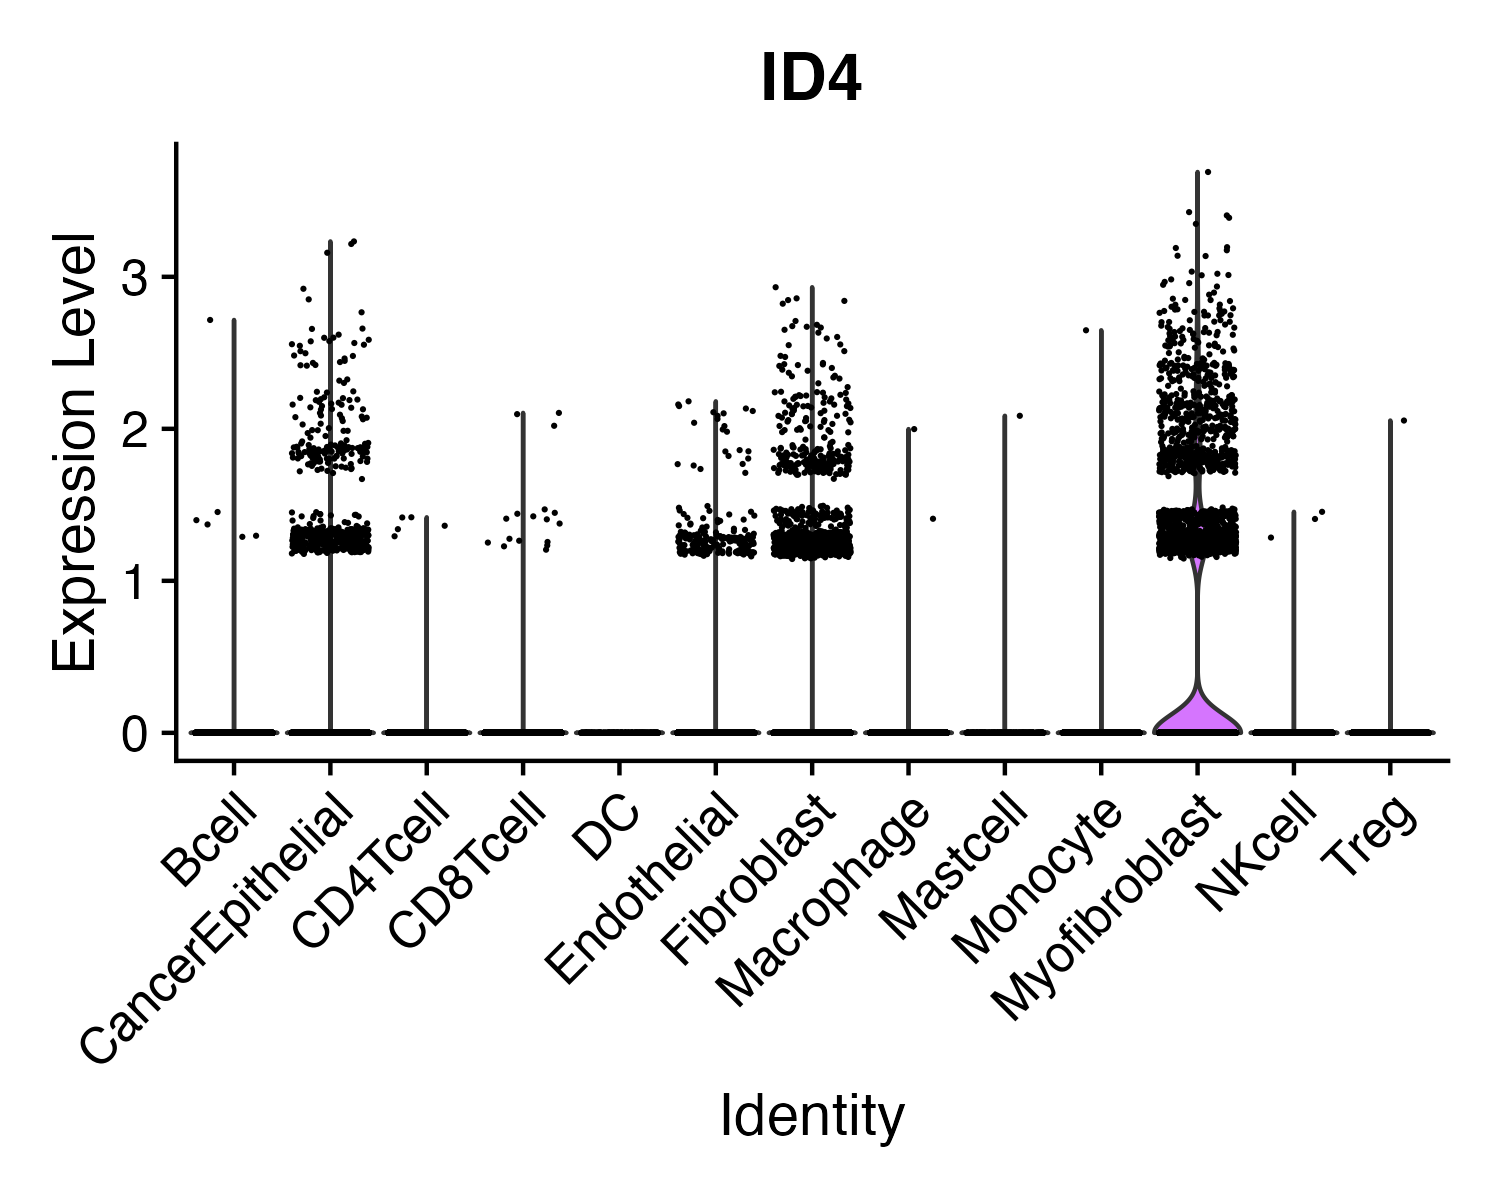 ID4
Expression Level
3
2
1
0
Bcell
CancerEpithelial
CD4Tcell
CD8Tcell
DC
Endothelial
Fibroblast
Macrophage
Mastcell
Monocyte
Myofibroblast
NKcell
Treg
Identity